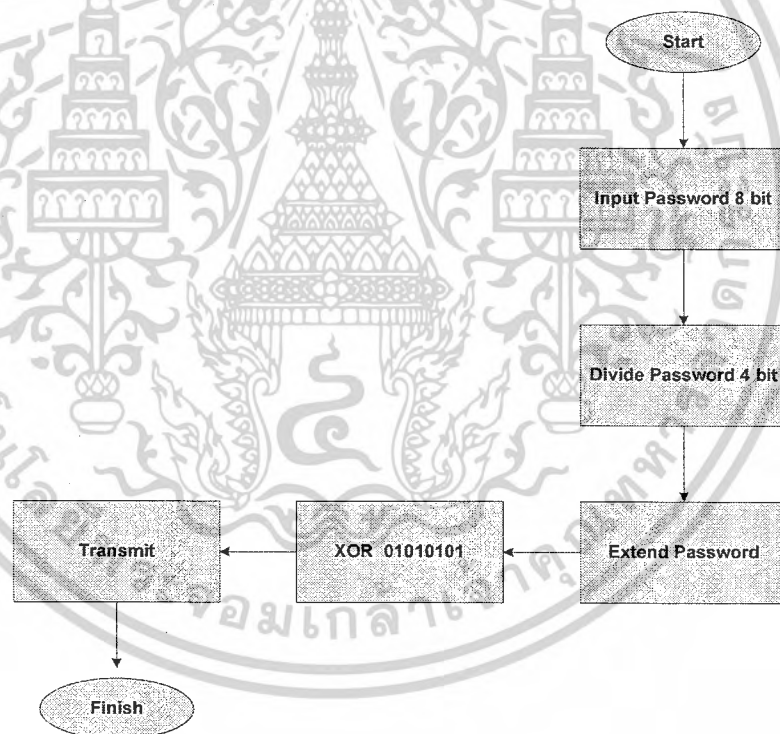 Start
Input Password 8 bit
Divide Password 4 bit
Extend Password
XOR 01010101
Transmit
Finish